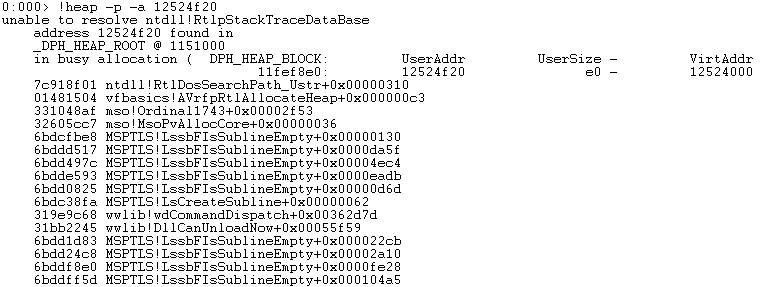 0:000> !heap -p -a 12524f20
unable to resolve ntdll!RtlpStackTraceDataBase
address 12524f20 found in
_DPH_HEAP_ROOT @ 1151000
in busy allocation ( DPH_HEAP_BLOCK: UserAddr UserSize - VirtAddr
11fef8e0: 12524f20 e0 - 12524000
7c918f01 ntdll!RtlDosSearchPath_Ustr+0x00000310
01481504 vfbasics!AVrfpRtlAllocateHeap+0x000000c3
331048af mso!Ordinal1743+0x00002f53
32605cc7 mso!MsoPvAllocCore+0x00000036
6bdcfbe8 MSPTLS!LssbFIsSublineEmpty+0x00000130
6bddd517 MSPTLS!LssbFIsSublineEmpty+0x0000da5f
6bdd497c MSPTLS!LssbFIsSublineEmpty+0x00004ec4
6bdde593 MSPTLS!LssbFIsSublineEmpty+0x0000eadb
6bdd0825 MSPTLS!LssbFIsSublineEmpty+0x00000d6d
6bdc38fa MSPTLS!LsCreateSubline+0x00000062
319e9c68 wwlib!wdCommandDispatch+0x00362d7d
31bb2245 wwlib!DllCanUnloadNow+0x00055f59
6bdd1d83 MSPTLS!LssbFIsSublineEmpty+0x000022cb
6bdd24c8 MSPTLS!LssbFIsSublineEmpty+0x00002a10
6bddf8e0 MSPTLS!LssbFIsSublineEmpty+0x0000fe28
6bddff5d MSPTLS!LssbFIsSublineEmpty+0x000104a5